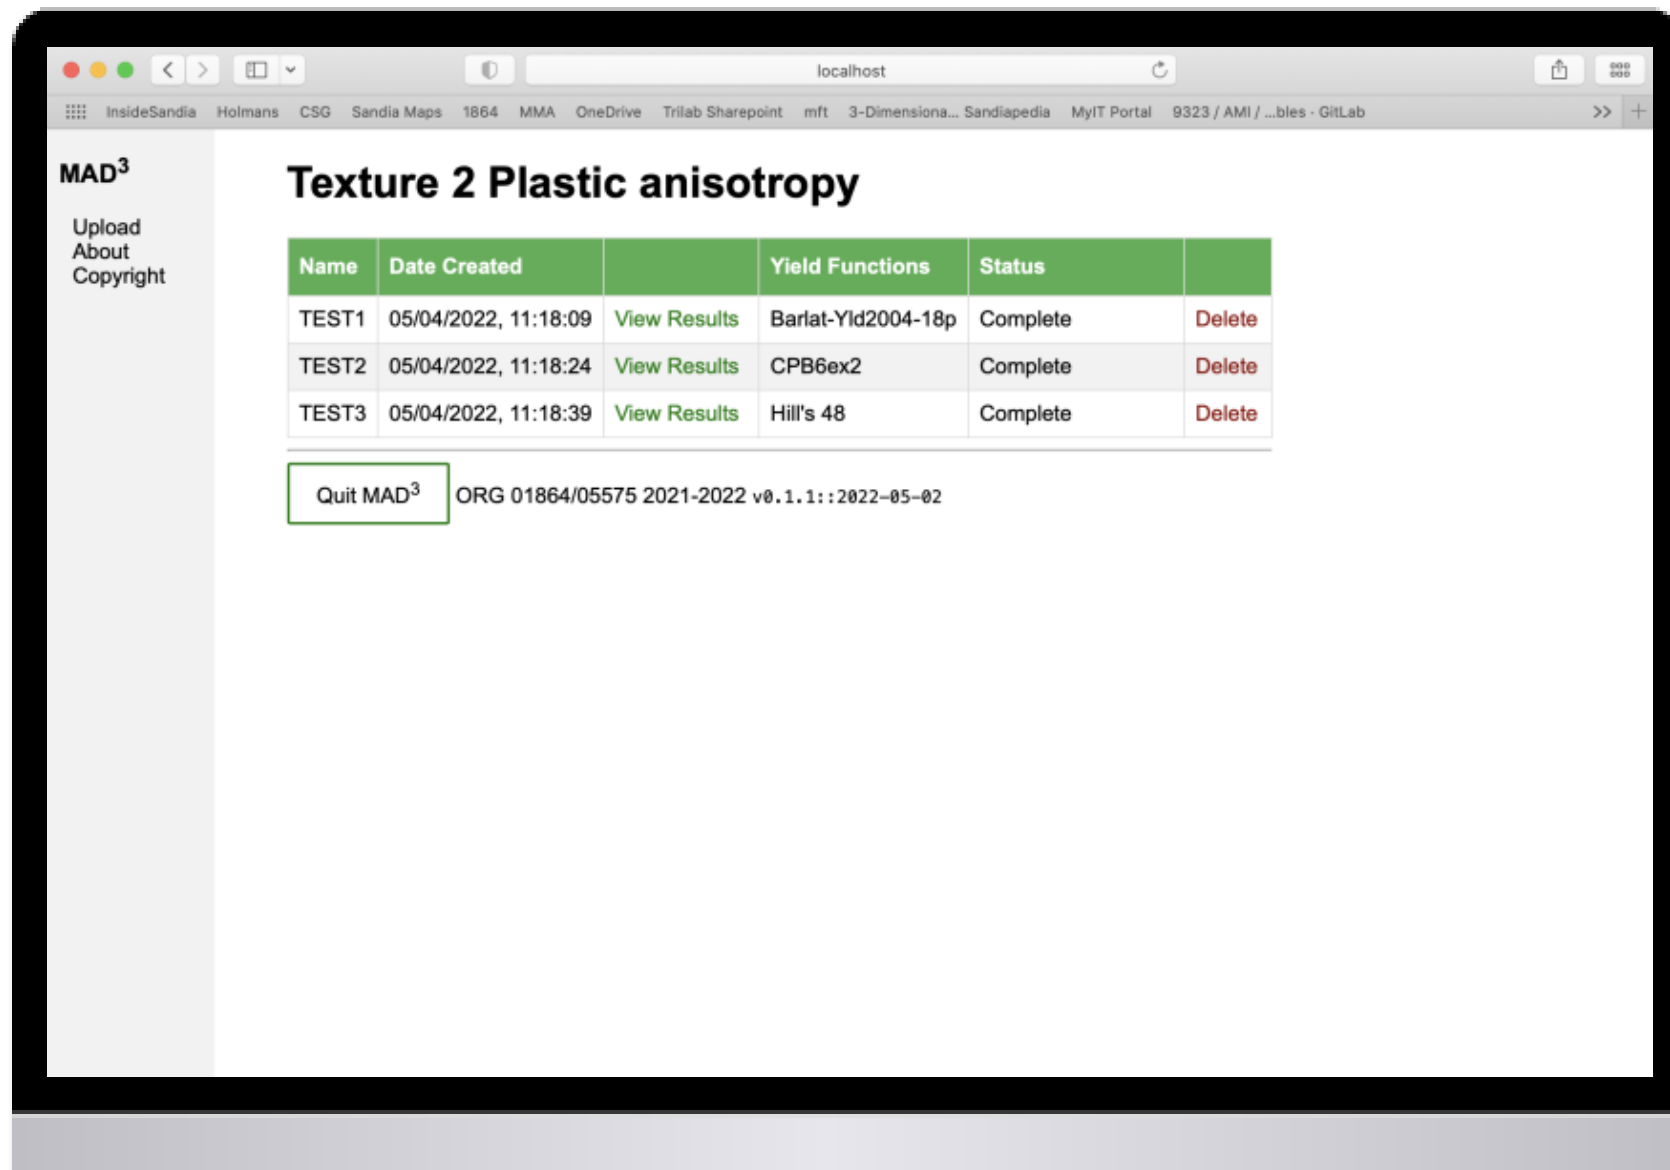 localhost
InsideSandia Holmans CSG Sandia Maps 1864 MMA OneDrive Trilab Sharepoint mft 3-Dimensiona... Sandiapedia MyIT Portal 9323 / AMI / ...bles - GitLab >>
MAD³
Upload
About
Copyright
Texture 2 Plastic anisotropy
Name Date Created Yield Functions Status
TEST1 05/04/2022, 11:18:09 View Results Barlat-Yld2004-18p Complete Delete
TEST2 05/04/2022, 11:18:24 View Results CPB6ex2 Complete Delete
TEST3 05/04/2022, 11:18:39 View Results Hill's 48 Complete Delete
Quit MAD³ ORG 01864/05575 2021-2022 v0.1.1::2022-05-02